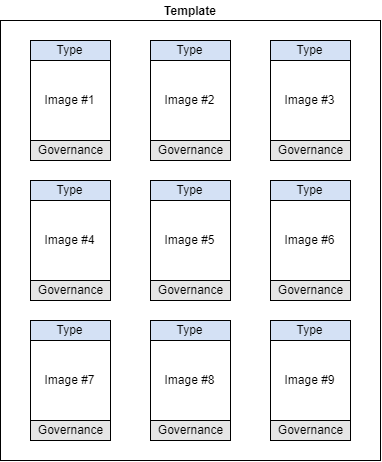 Template
Type Type Type
Image #1 Image #2 Image #3
Governance Governance Governance
Type Type Type
Image #4 Image #5 Image #6
Governance Governance Governance
Type Type Type
Image #7 Image #8 Image #9
Governance Governance Governance